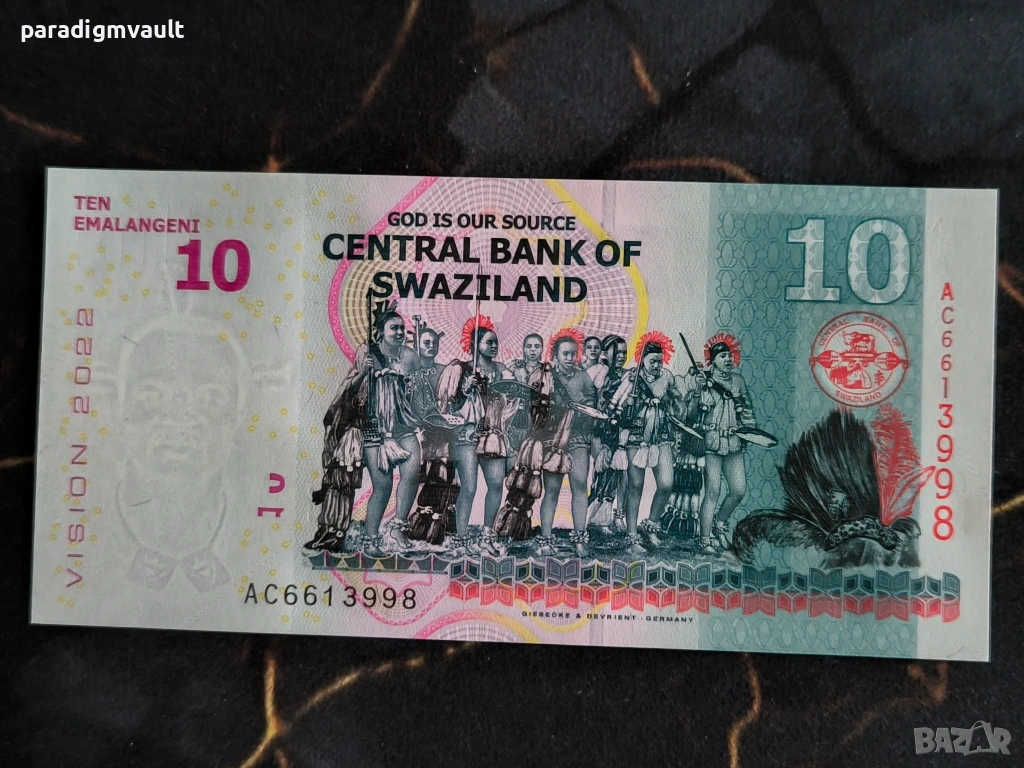 paradigmvault
TEN
EMALANGENI
10
GOD IS OUR SOURCE
CENTRAL BANK OF
SWAZILAND
10
VISION 2022
CENTRAL BANK OF
SWAZILAND
AC6613998
AC6613998
GIESECKE & DEVRIENT · GERMANY
BAZAR